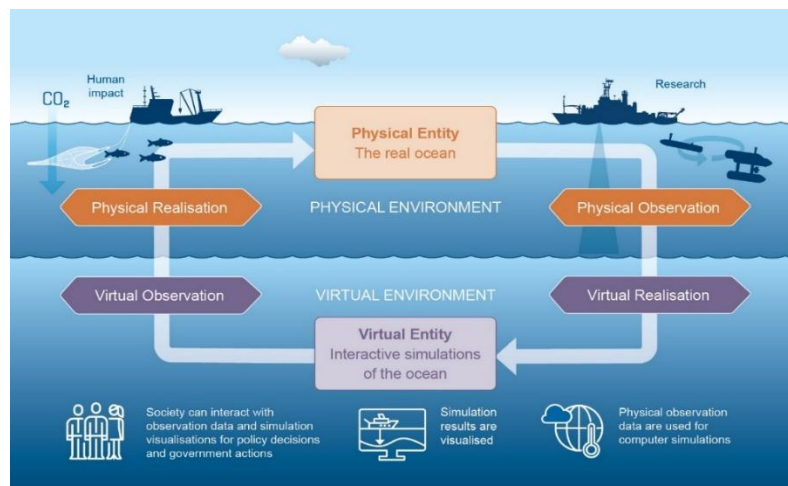 Human
impact
CO₂
Research
Physical Entity
The real ocean
Physical Realisation
PHYSICAL ENVIRONMENT
Physical Observation
Virtual Observation
VIRTUAL ENVIRONMENT
Virtual Realisation
Virtual Entity
Interactive simulations
of the ocean
Society can interact with
observation data and simulation
visualisations for policy decisions
and government actions
Simulation
results are
visualised
Physical observation
data are used for
computer simulations